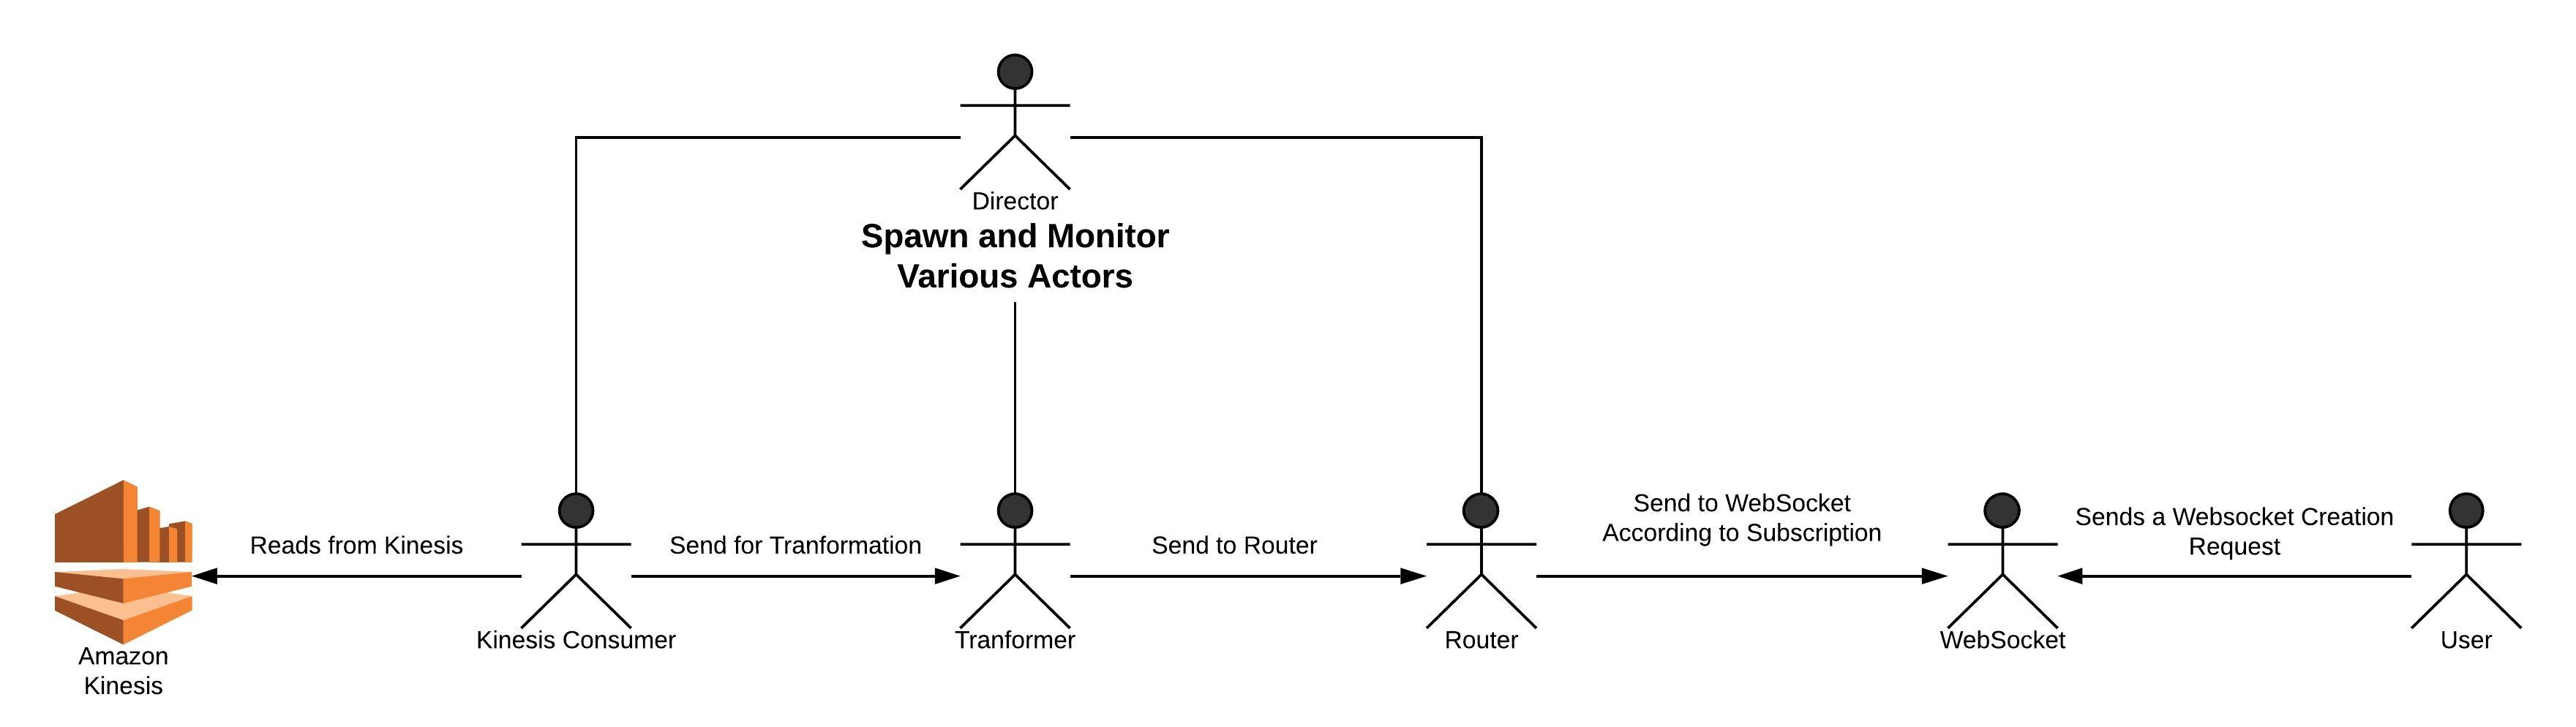 Director
Spawn and Monitor
Various Actors
Reads from Kinesis
Send for Tranformation
Send to Router
Send to WebSocket
According to Subscription
Sends a Websocket Creation
Request
Amazon
Kinesis
Kinesis Consumer
Tranformer
Router
WebSocket
User